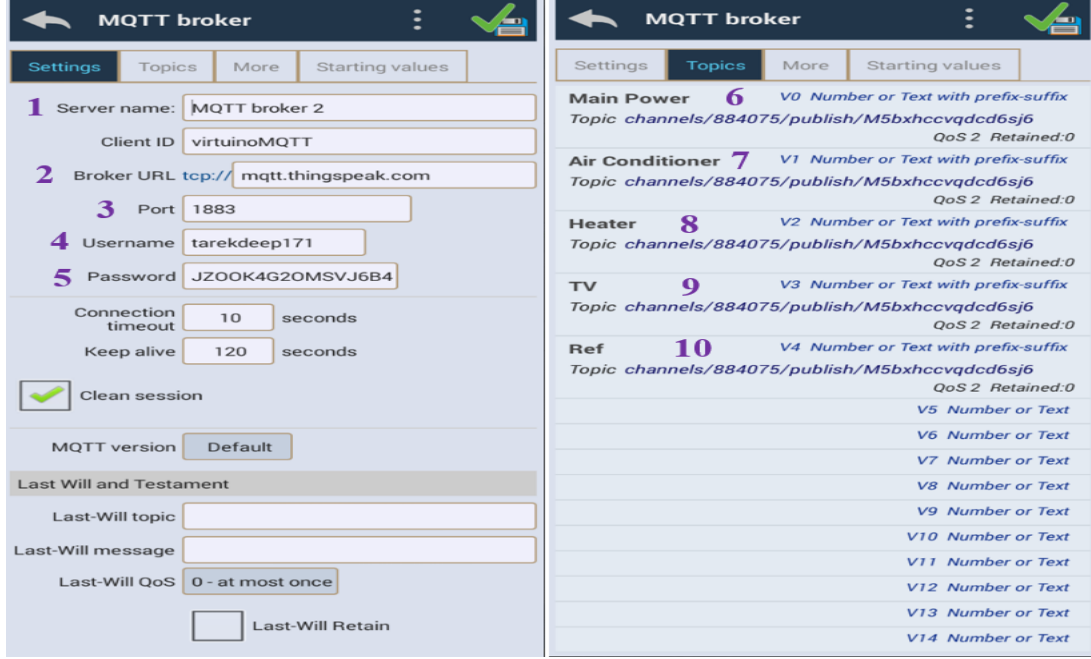 MQTT broker
Settings Topics More Starting values
1 Server name: MQTT broker 2
Client ID virtuinoMQTT
2 Broker URL tcp:// mqtt.thingspeak.com
3 Port 1883
4 Username tarekdeep171
5 Password JZOOK4G2OMSVJ6B4
Connection timeout 10 seconds
Keep alive 120 seconds
Clean session
MQTT version Default
Last Will and Testament
Last-Will topic
Last-Will message
Last-Will QoS 0 - at most once
Last-Will Retain
MQTT broker
Settings Topics More Starting values
Main Power 6 V0 Number or Text with prefix-suffix
Topic channels/884075/publish/M5bxhccvqdcd6sj6
QoS 2 Retained:0
Air Conditioner 7 V1 Number or Text with prefix-suffix
Topic channels/884075/publish/M5bxhccvqdcd6sj6
QoS 2 Retained:0
Heater 8 V2 Number or Text with prefix-suffix
Topic channels/884075/publish/M5bxhccvqdcd6sj6
QoS 2 Retained:0
TV 9 V3 Number or Text with prefix-suffix
Topic channels/884075/publish/M5bxhccvqdcd6sj6
QoS 2 Retained:0
Ref 10 V4 Number or Text with prefix-suffix
Topic channels/884075/publish/M5bxhccvqdcd6sj6
QoS 2 Retained:0
V5 Number or Text
V6 Number or Text
V7 Number or Text
V8 Number or Text
V9 Number or Text
V10 Number or Text
V11 Number or Text
V12 Number or Text
V13 Number or Text
V14 Number or Text